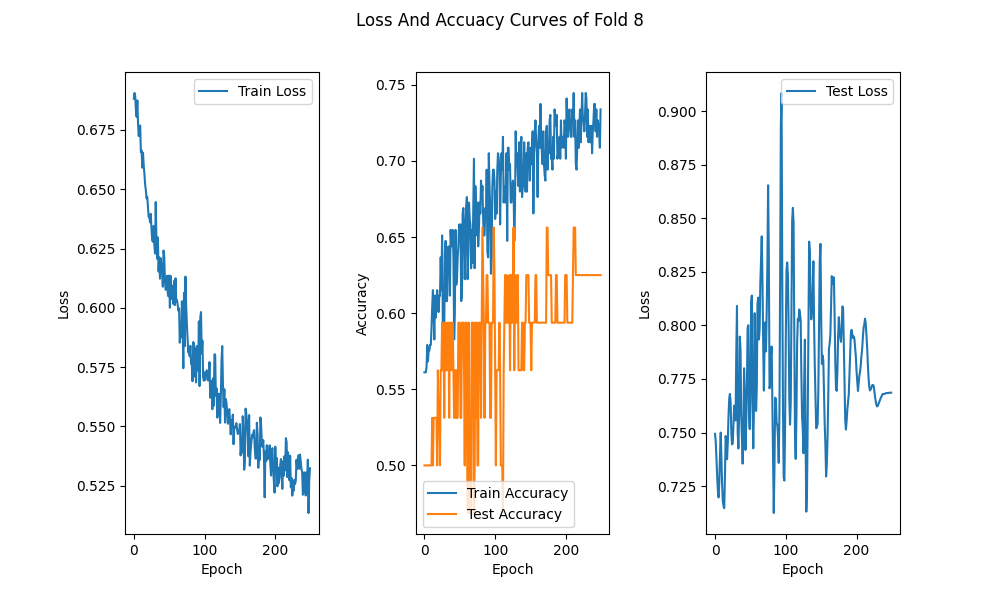 Loss And Accuacy Curves of Fold 8
Train Loss
Loss
0.675
0.650
0.625
0.600
0.575
0.550
0.525
0 100 200
Epoch
Accuracy
0.75
0.70
0.65
0.60
0.55
0.50
Train Accuracy
Test Accuracy
0 100 200
Epoch
Test Loss
Loss
0.900
0.875
0.850
0.825
0.800
0.775
0.750
0.725
0 100 200
Epoch